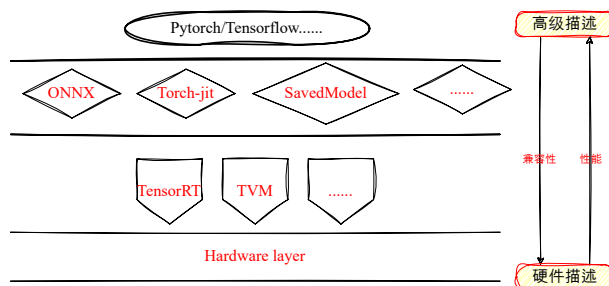 Pytorch/Tensorflow......
高级描述
ONNX
Torch-jit
SavedModel
......
兼容性
性能
TensorRT
TVM
......
Hardware layer
硬件描述